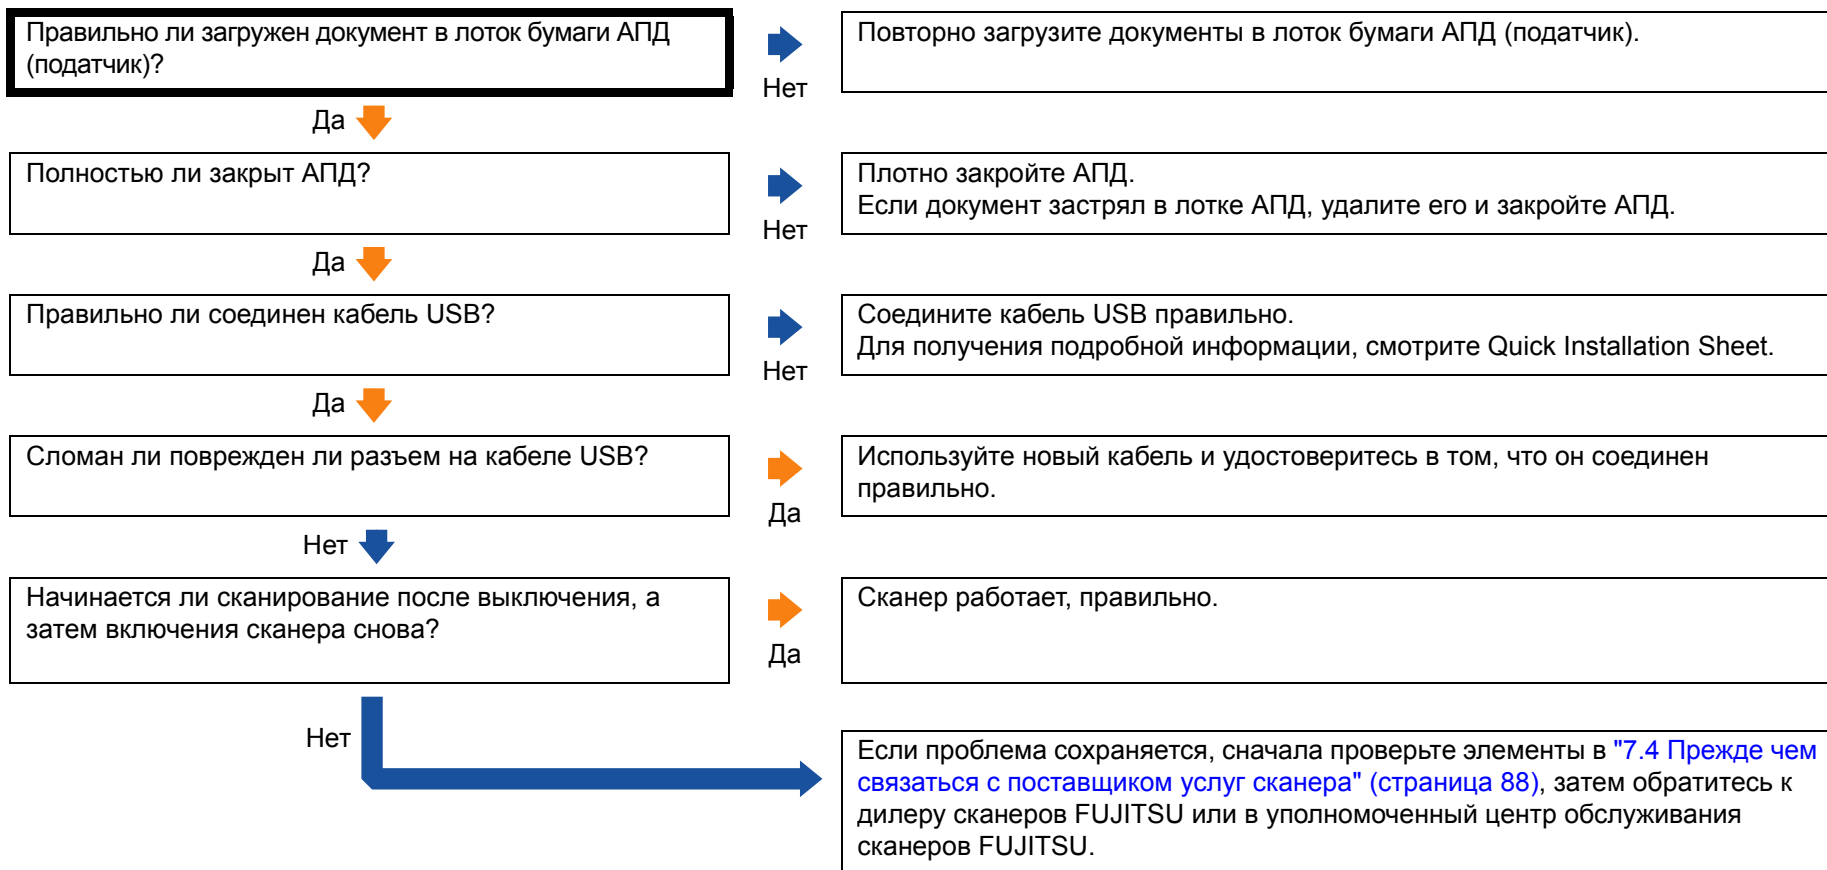 Правильно ли загружен документ в лоток бумаги АПД
(податчик)?
Нет
Повторно загрузите документы в лоток бумаги АПД (податчик).
Да
Полностью ли закрыт АПД?
Нет
Плотно закройте АПД.
Если документ застрял в лотке АПД, удалите его и закройте АПД.
Да
Правильно ли соединен кабель USB?
Нет
Соедините кабель USB правильно.
Для получения подробной информации, смотрите Quick Installation Sheet.
Да
Сломан ли поврежден ли разъем на кабеле USB?
Да
Используйте новый кабель и удостоверитесь в том, что он соединен
правильно.
Нет
Начинается ли сканирование после выключения, а
затем включения сканера снова?
Да
Сканер работает, правильно.
Нет
Если проблема сохраняется, сначала проверьте элементы в "7.4 Прежде чем
связаться с поставщиком услуг сканера" (страница 88), затем обратитесь к
дилеру сканеров FUJITSU или в уполномоченный центр обслуживания
сканеров FUJITSU.